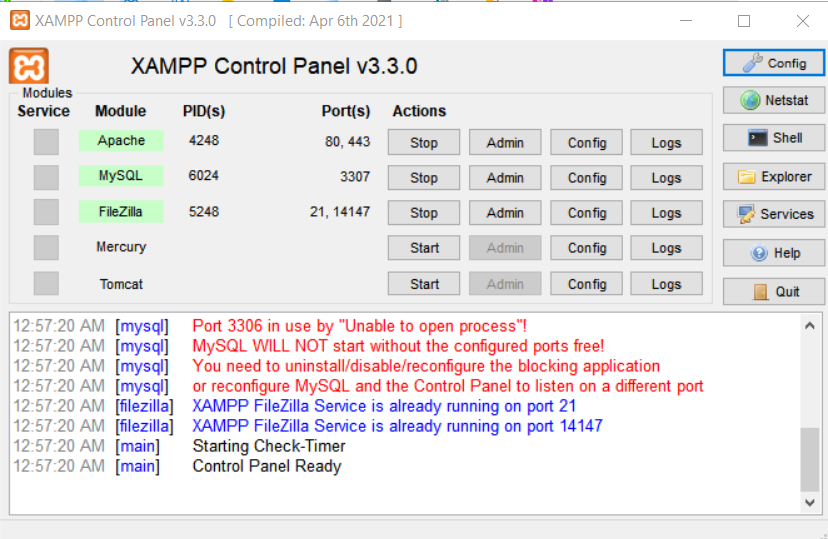 XAMPP Control Panel v3.3.0 [ Compiled: Apr 6th 2021 ]
XAMPP Control Panel v3.3.0
Config
Modules
Service Module PID(s) Port(s) Actions
Netstat
Apache 4248 80, 443 Stop Admin Config Logs
Shell
MySQL 6024 3307 Stop Admin Config Logs
Explorer
FileZilla 5248 21, 14147 Stop Admin Config Logs
Services
Mercury Start Admin Config Logs
Help
Tomcat Start Admin Config Logs
Quit
12:57:20 AM [mysql] Port 3306 in use by "Unable to open process"!
12:57:20 AM [mysql] MySQL WILL NOT start without the configured ports free!
12:57:20 AM [mysql] You need to uninstall/disable/reconfigure the blocking application
12:57:20 AM [mysql] or reconfigure MySQL and the Control Panel to listen on a different port
12:57:20 AM [filezilla] XAMPP FileZilla Service is already running on port 21
12:57:20 AM [filezilla] XAMPP FileZilla Service is already running on port 14147
12:57:20 AM [main] Starting Check-Timer
12:57:20 AM [main] Control Panel Ready